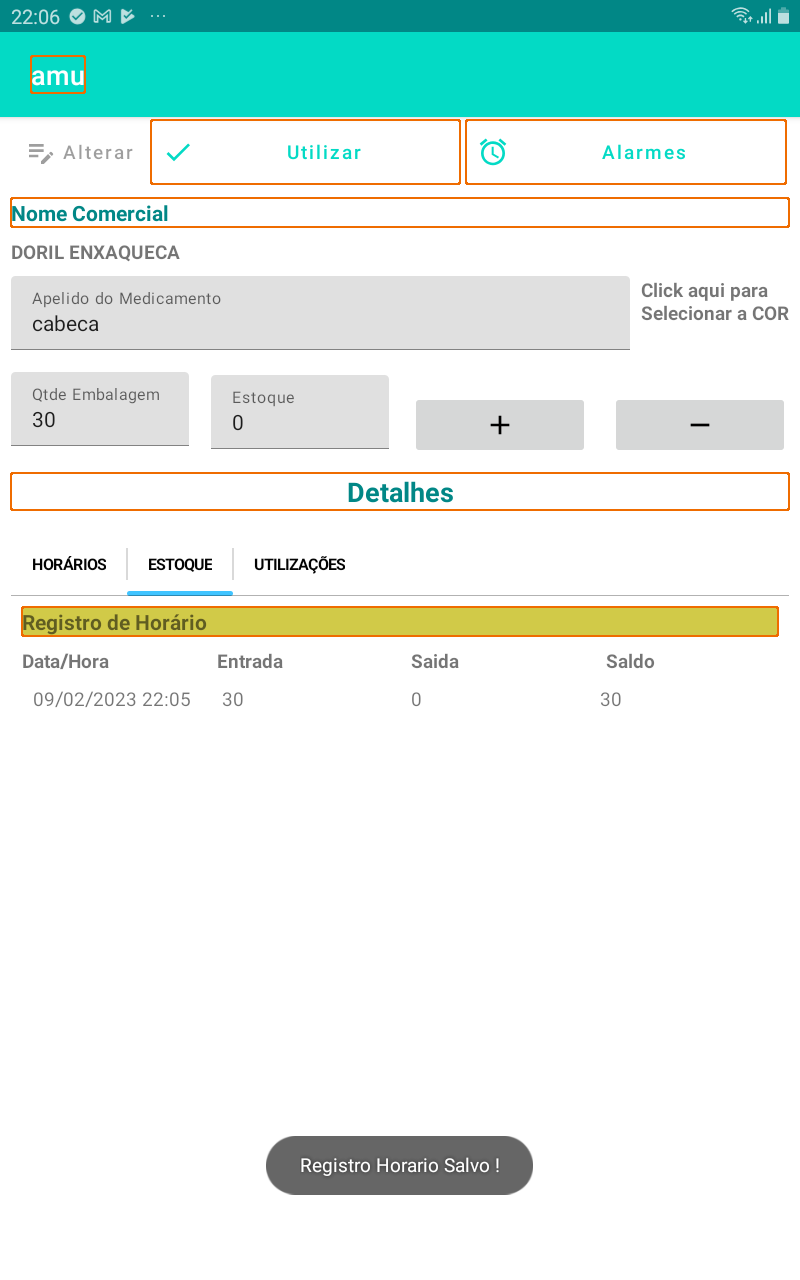 22:06
amu
Alterar
Utilizar
Alarmes
Nome Comercial
DORIL ENXAQUECA
Apelido do Medicamento
cabeca
Click aqui para
Selecionar a COR
Qtde Embalagem
30
Estoque
0
+
−
Detalhes
HORÁRIOS
ESTOQUE
UTILIZAÇÕES
Registro de Horário
Data/Hora Entrada Saida Saldo
09/02/2023 22:05 30 0 30
Registro Horario Salvo !